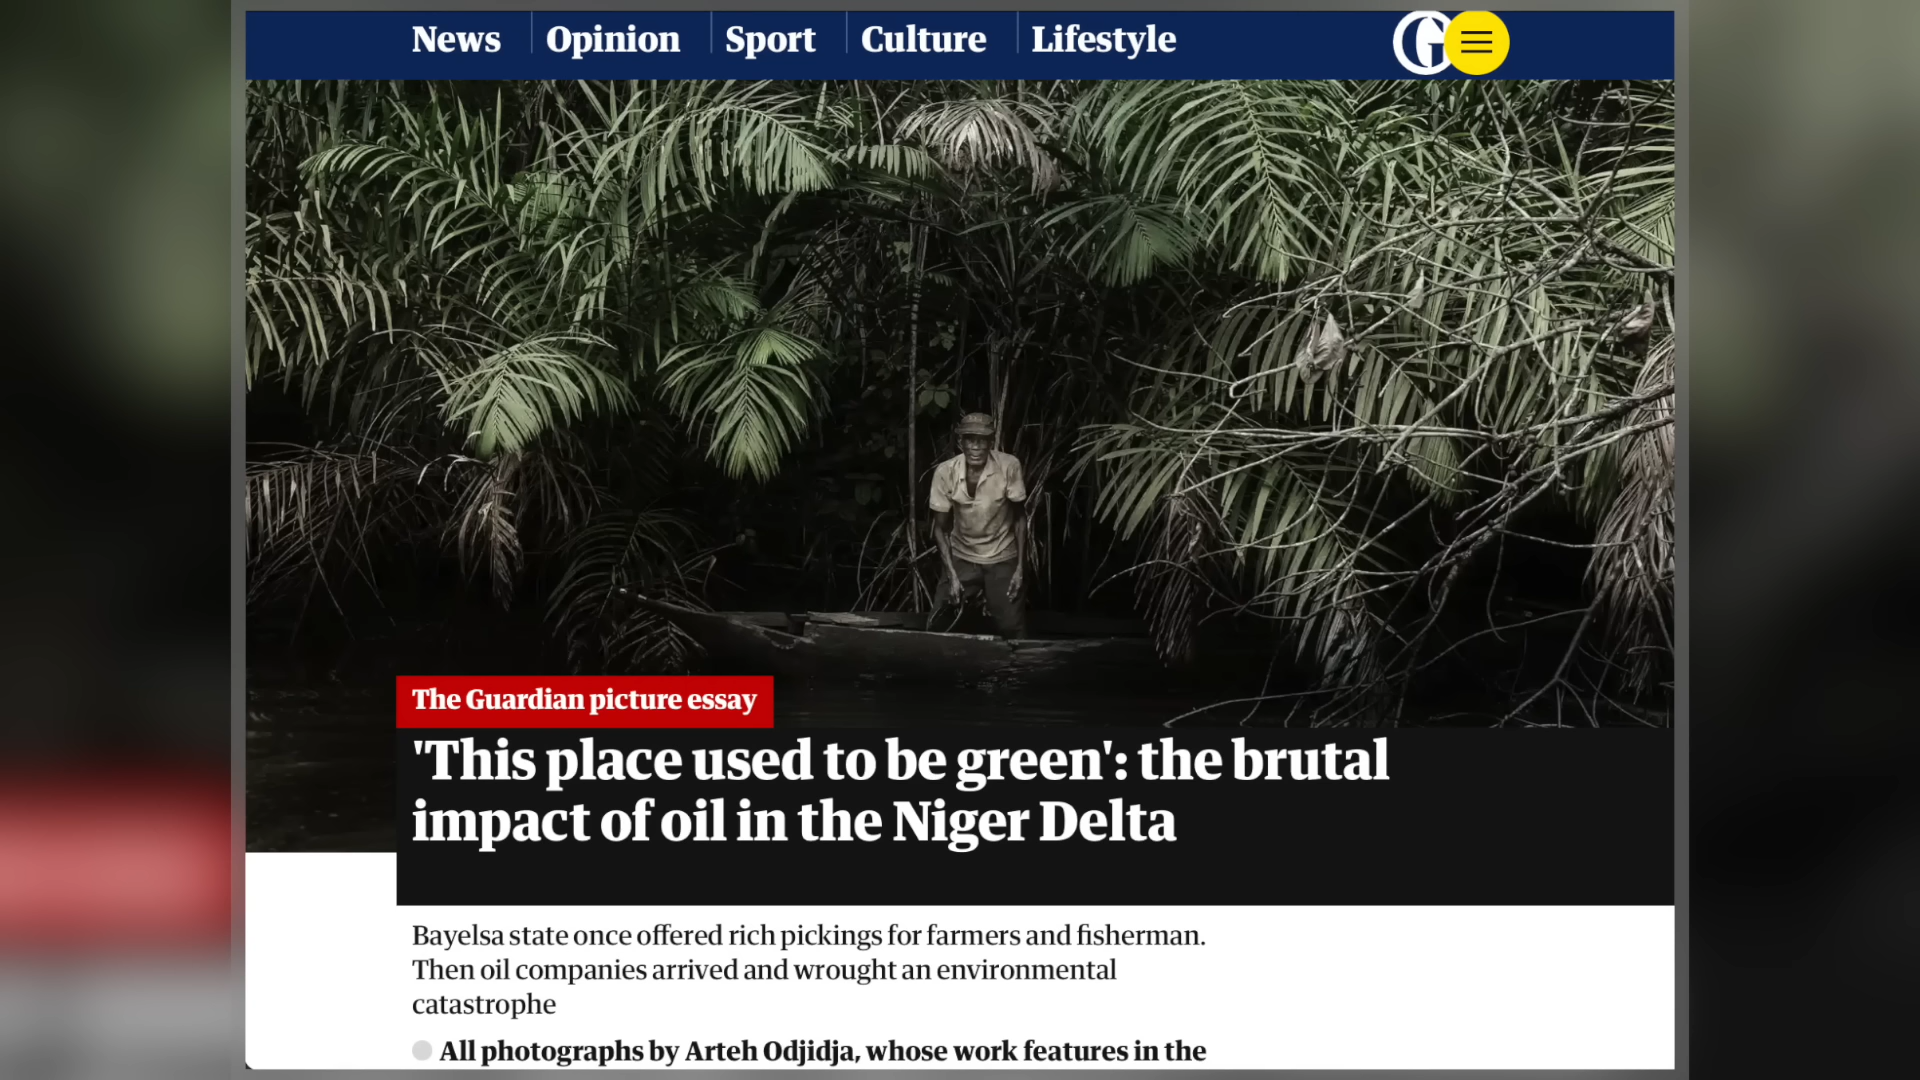 News Opinion Sport Culture Lifestyle
The Guardian picture essay
'This place used to be green': the brutal
impact of oil in the Niger Delta
Bayelsa state once offered rich pickings for farmers and fisherman.
Then oil companies arrived and wrought an environmental
catastrophe
All photographs by Arteh Odjidja, whose work features in the